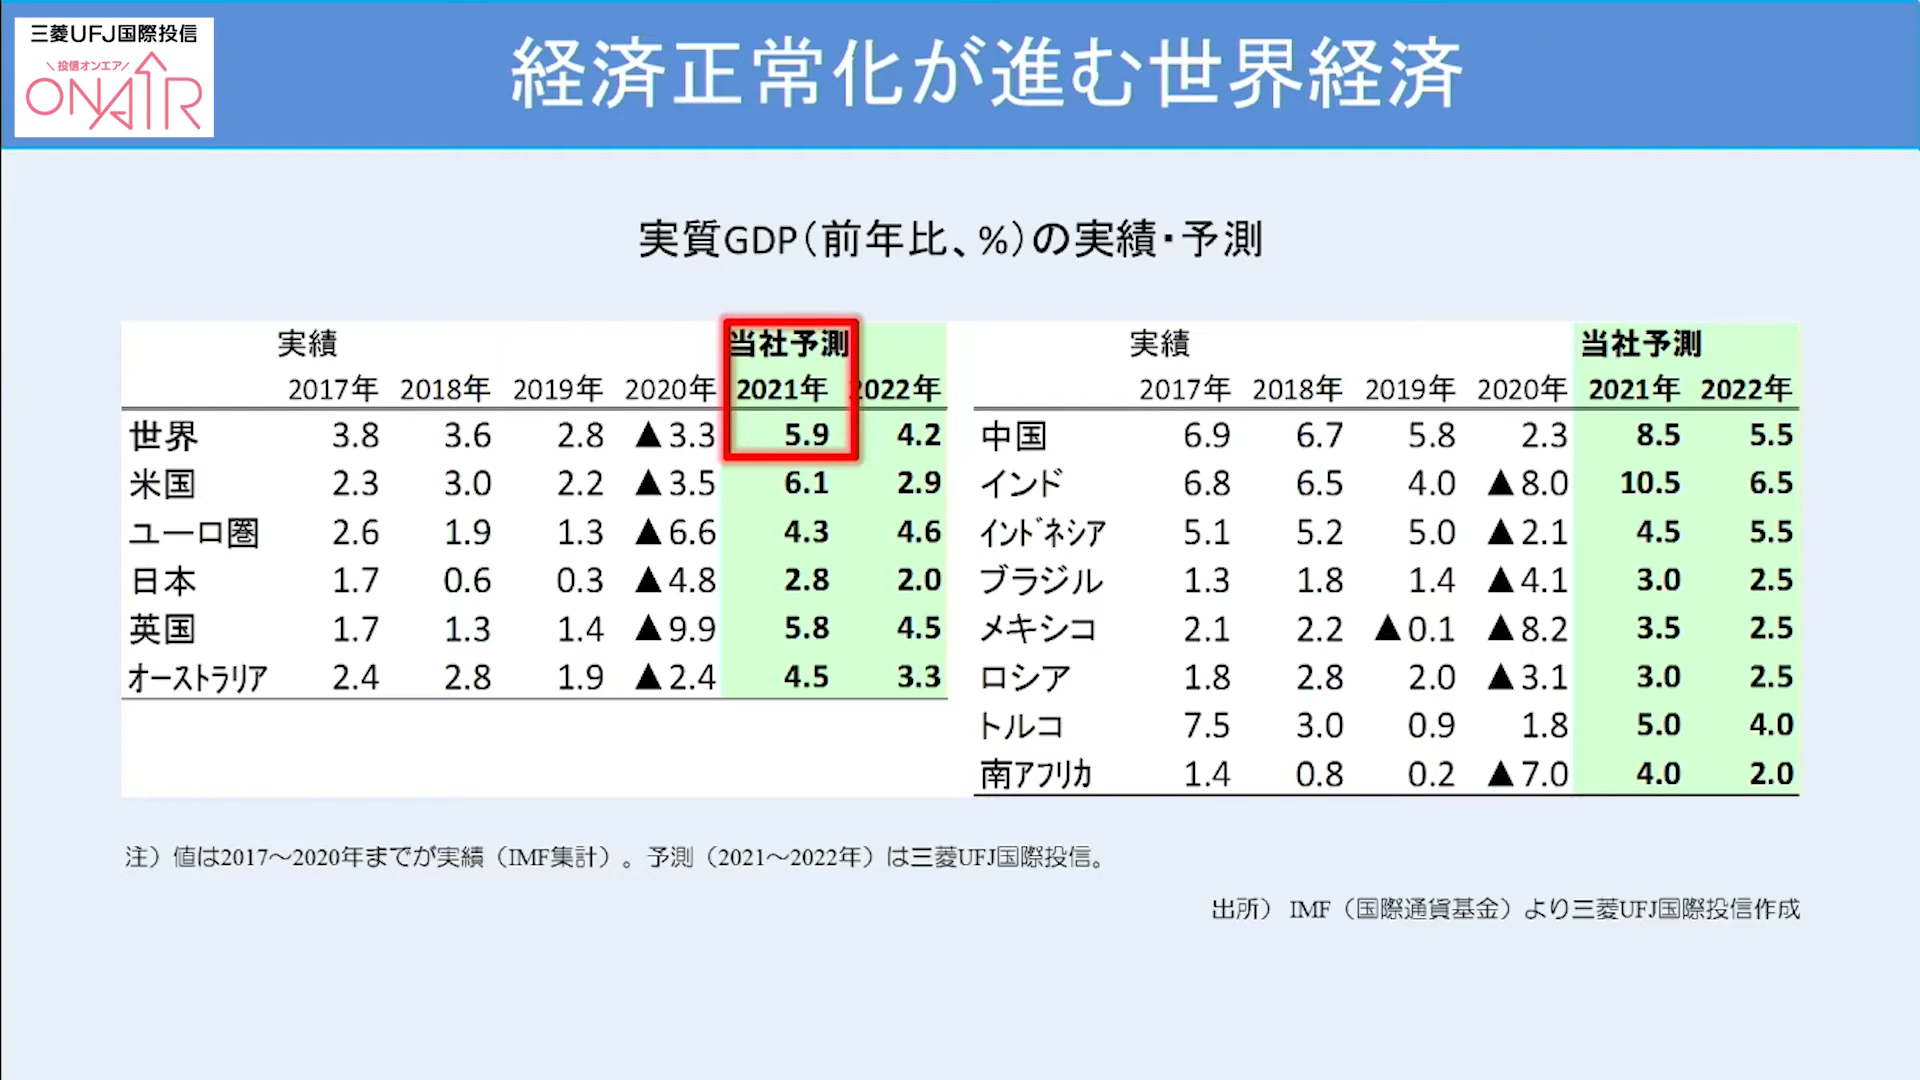 三菱UFJ国際投信
\投信オンエア/
ONAIR
経済正常化が進む世界経済
実質GDP(前年比、%)の実績・予測
実績 当社予測
2017年 2018年 2019年 2020年 2021年 2022年
世界 3.8 3.6 2.8 ▲3.3 5.9 4.2
米国 2.3 3.0 2.2 ▲3.5 6.1 2.9
ユーロ圏 2.6 1.9 1.3 ▲6.6 4.3 4.6
日本 1.7 0.6 0.3 ▲4.8 2.8 2.0
英国 1.7 1.3 1.4 ▲9.9 5.8 4.5
オーストラリア 2.4 2.8 1.9 ▲2.4 4.5 3.3
実績 当社予測
2017年 2018年 2019年 2020年 2021年 2022年
中国 6.9 6.7 5.8 2.3 8.5 5.5
インド 6.8 6.5 4.0 ▲8.0 10.5 6.5
インドネシア 5.1 5.2 5.0 ▲2.1 4.5 5.5
ブラジル 1.3 1.8 1.4 ▲4.1 3.0 2.5
メキシコ 2.1 2.2 ▲0.1 ▲8.2 3.5 2.5
ロシア 1.8 2.8 2.0 ▲3.1 3.0 2.5
トルコ 7.5 3.0 0.9 1.8 5.0 4.0
南アフリカ 1.4 0.8 0.2 ▲7.0 4.0 2.0
注）値は2017～2020年までが実績（IMF集計）。予測（2021～2022年）は三菱UFJ国際投信。
出所） IMF（国際通貨基金）より三菱UFJ国際投信作成